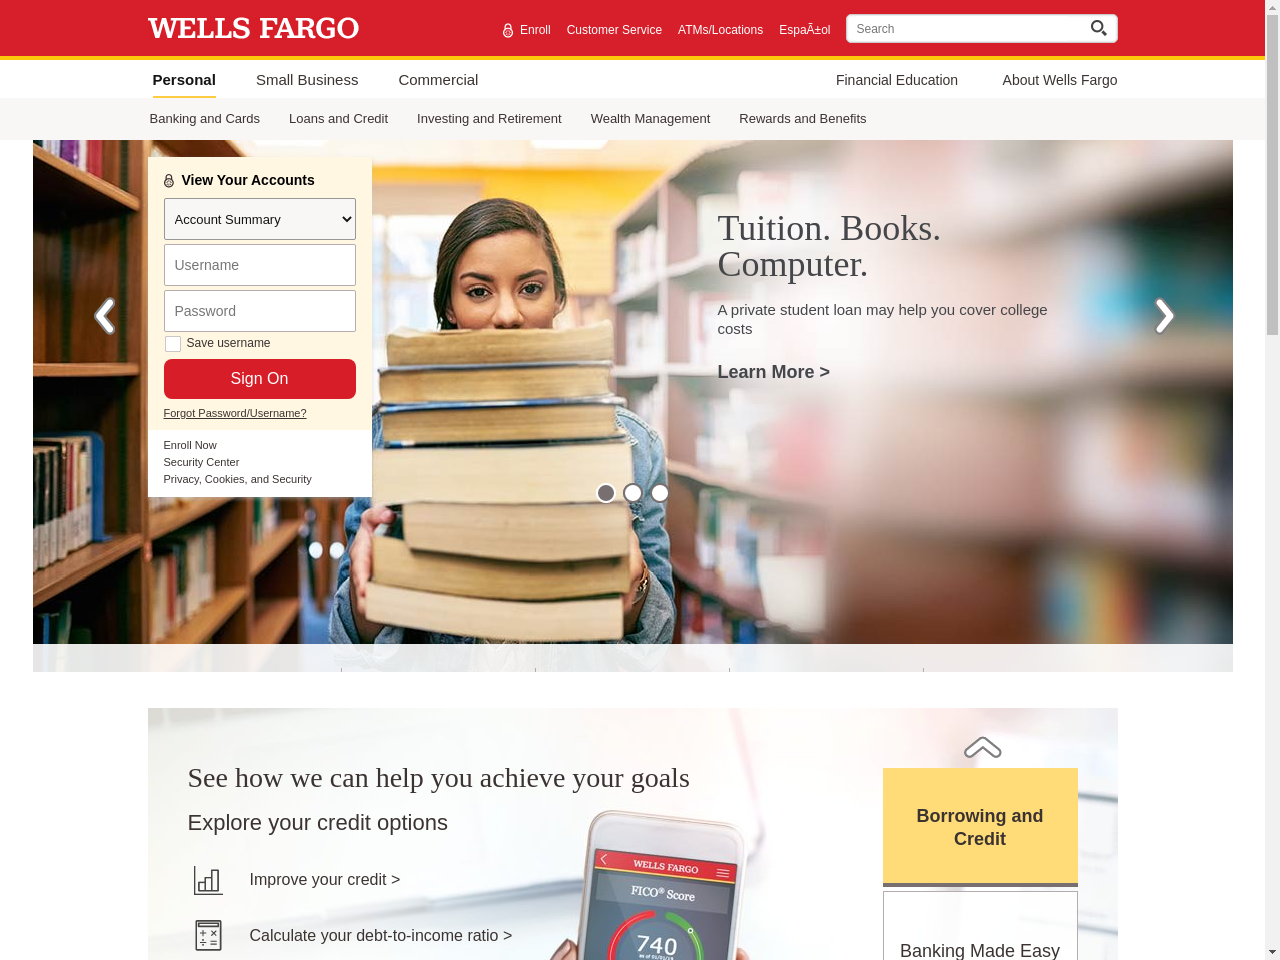 WELLS FARGO
Enroll
Customer Service
ATMs/Locations
EspaÃ±ol
Search
Personal
Small Business
Commercial
Financial Education
About Wells Fargo
Banking and Cards
Loans and Credit
Investing and Retirement
Wealth Management
Rewards and Benefits
View Your Accounts
Account Summary
Username
Password
Save username
Sign On
Forgot Password/Username?
Enroll Now
Security Center
Privacy, Cookies, and Security
Tuition. Books.
Computer.
A private student loan may help you cover college
costs
Learn More >
See how we can help you achieve your goals
Explore your credit options
Improve your credit >
Calculate your debt-to-income ratio >
WELLS FARGO
FICO® Score
740
as of 01/01/19
Borrowing and
Credit
Banking Made Easy